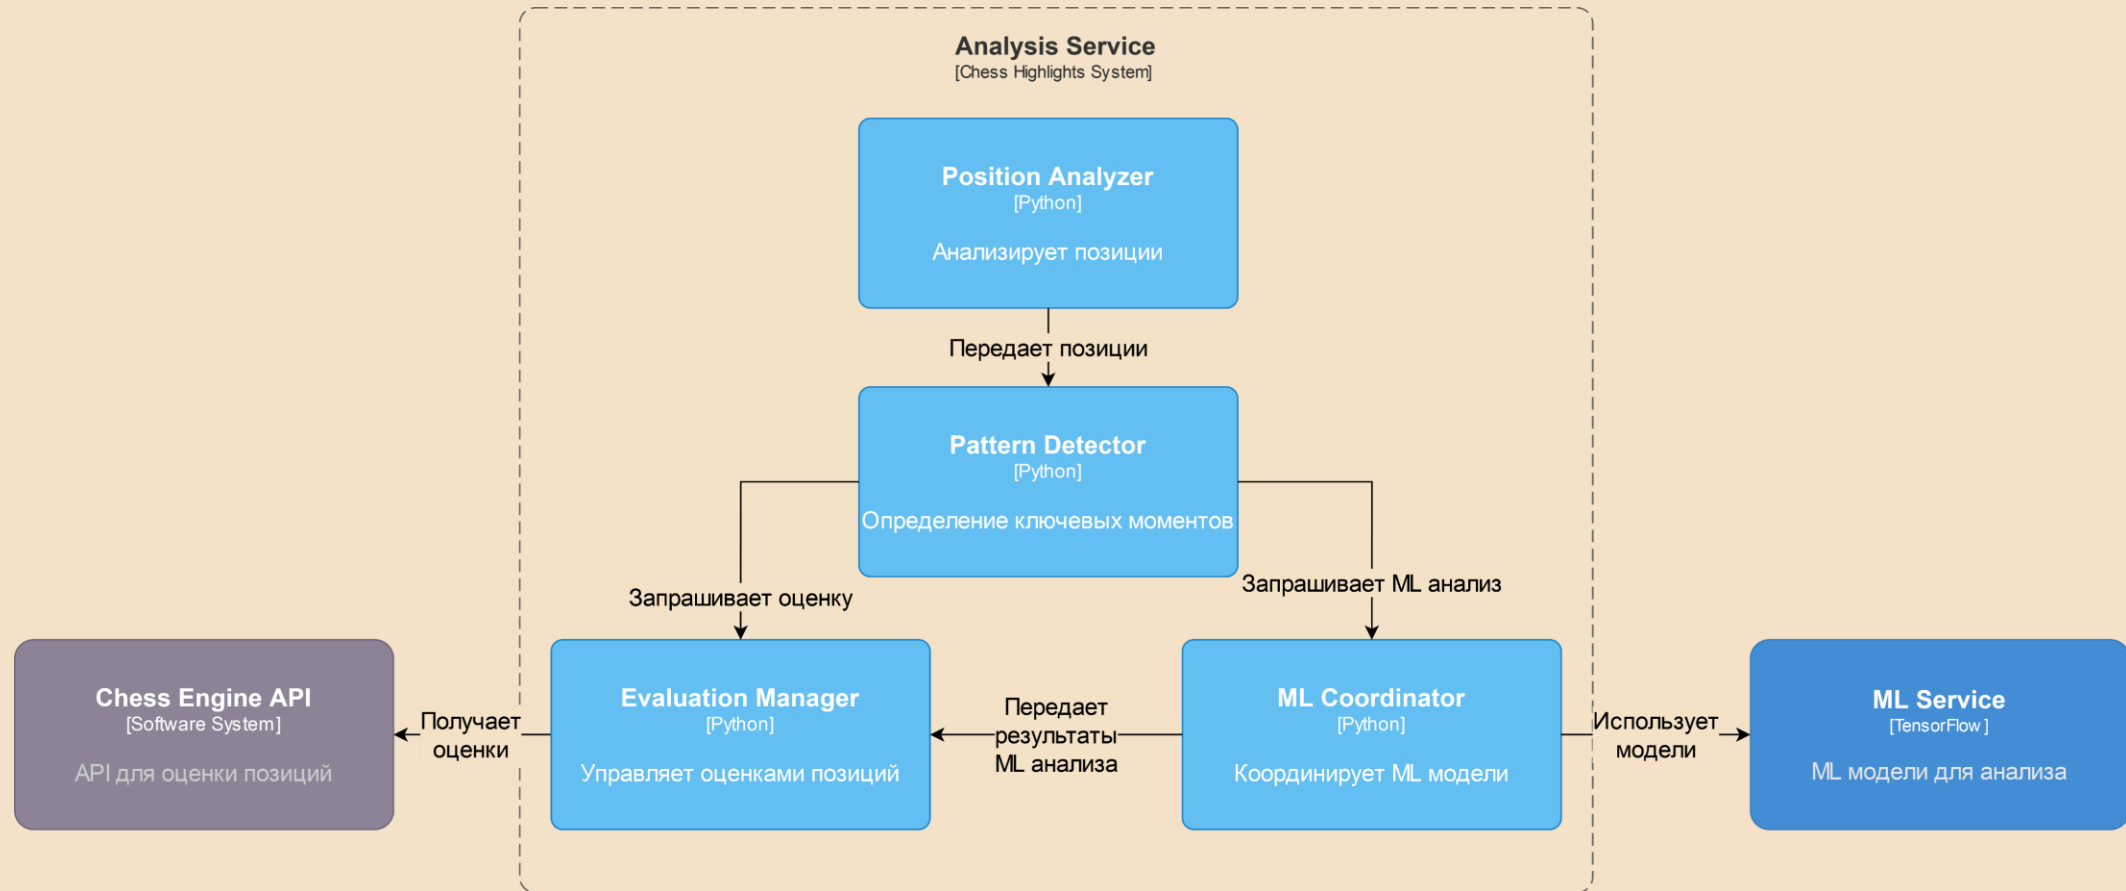 Analysis Service
[Chess Highlights System]
Position Analyzer
[Python]
Анализирует позиции
Передает позиции
Pattern Detector
[Python]
Определение ключевых моментов
Запрашивает оценку
Запрашивает ML анализ
Chess Engine API
[Software System]
API для оценки позиций
Получает
оценки
Evaluation Manager
[Python]
Управляет оценками позиций
Передает
результаты
ML анализа
ML Coordinator
[Python]
Координирует ML модели
Использует
модели
ML Service
[TensorFlow]
ML модели для анализа